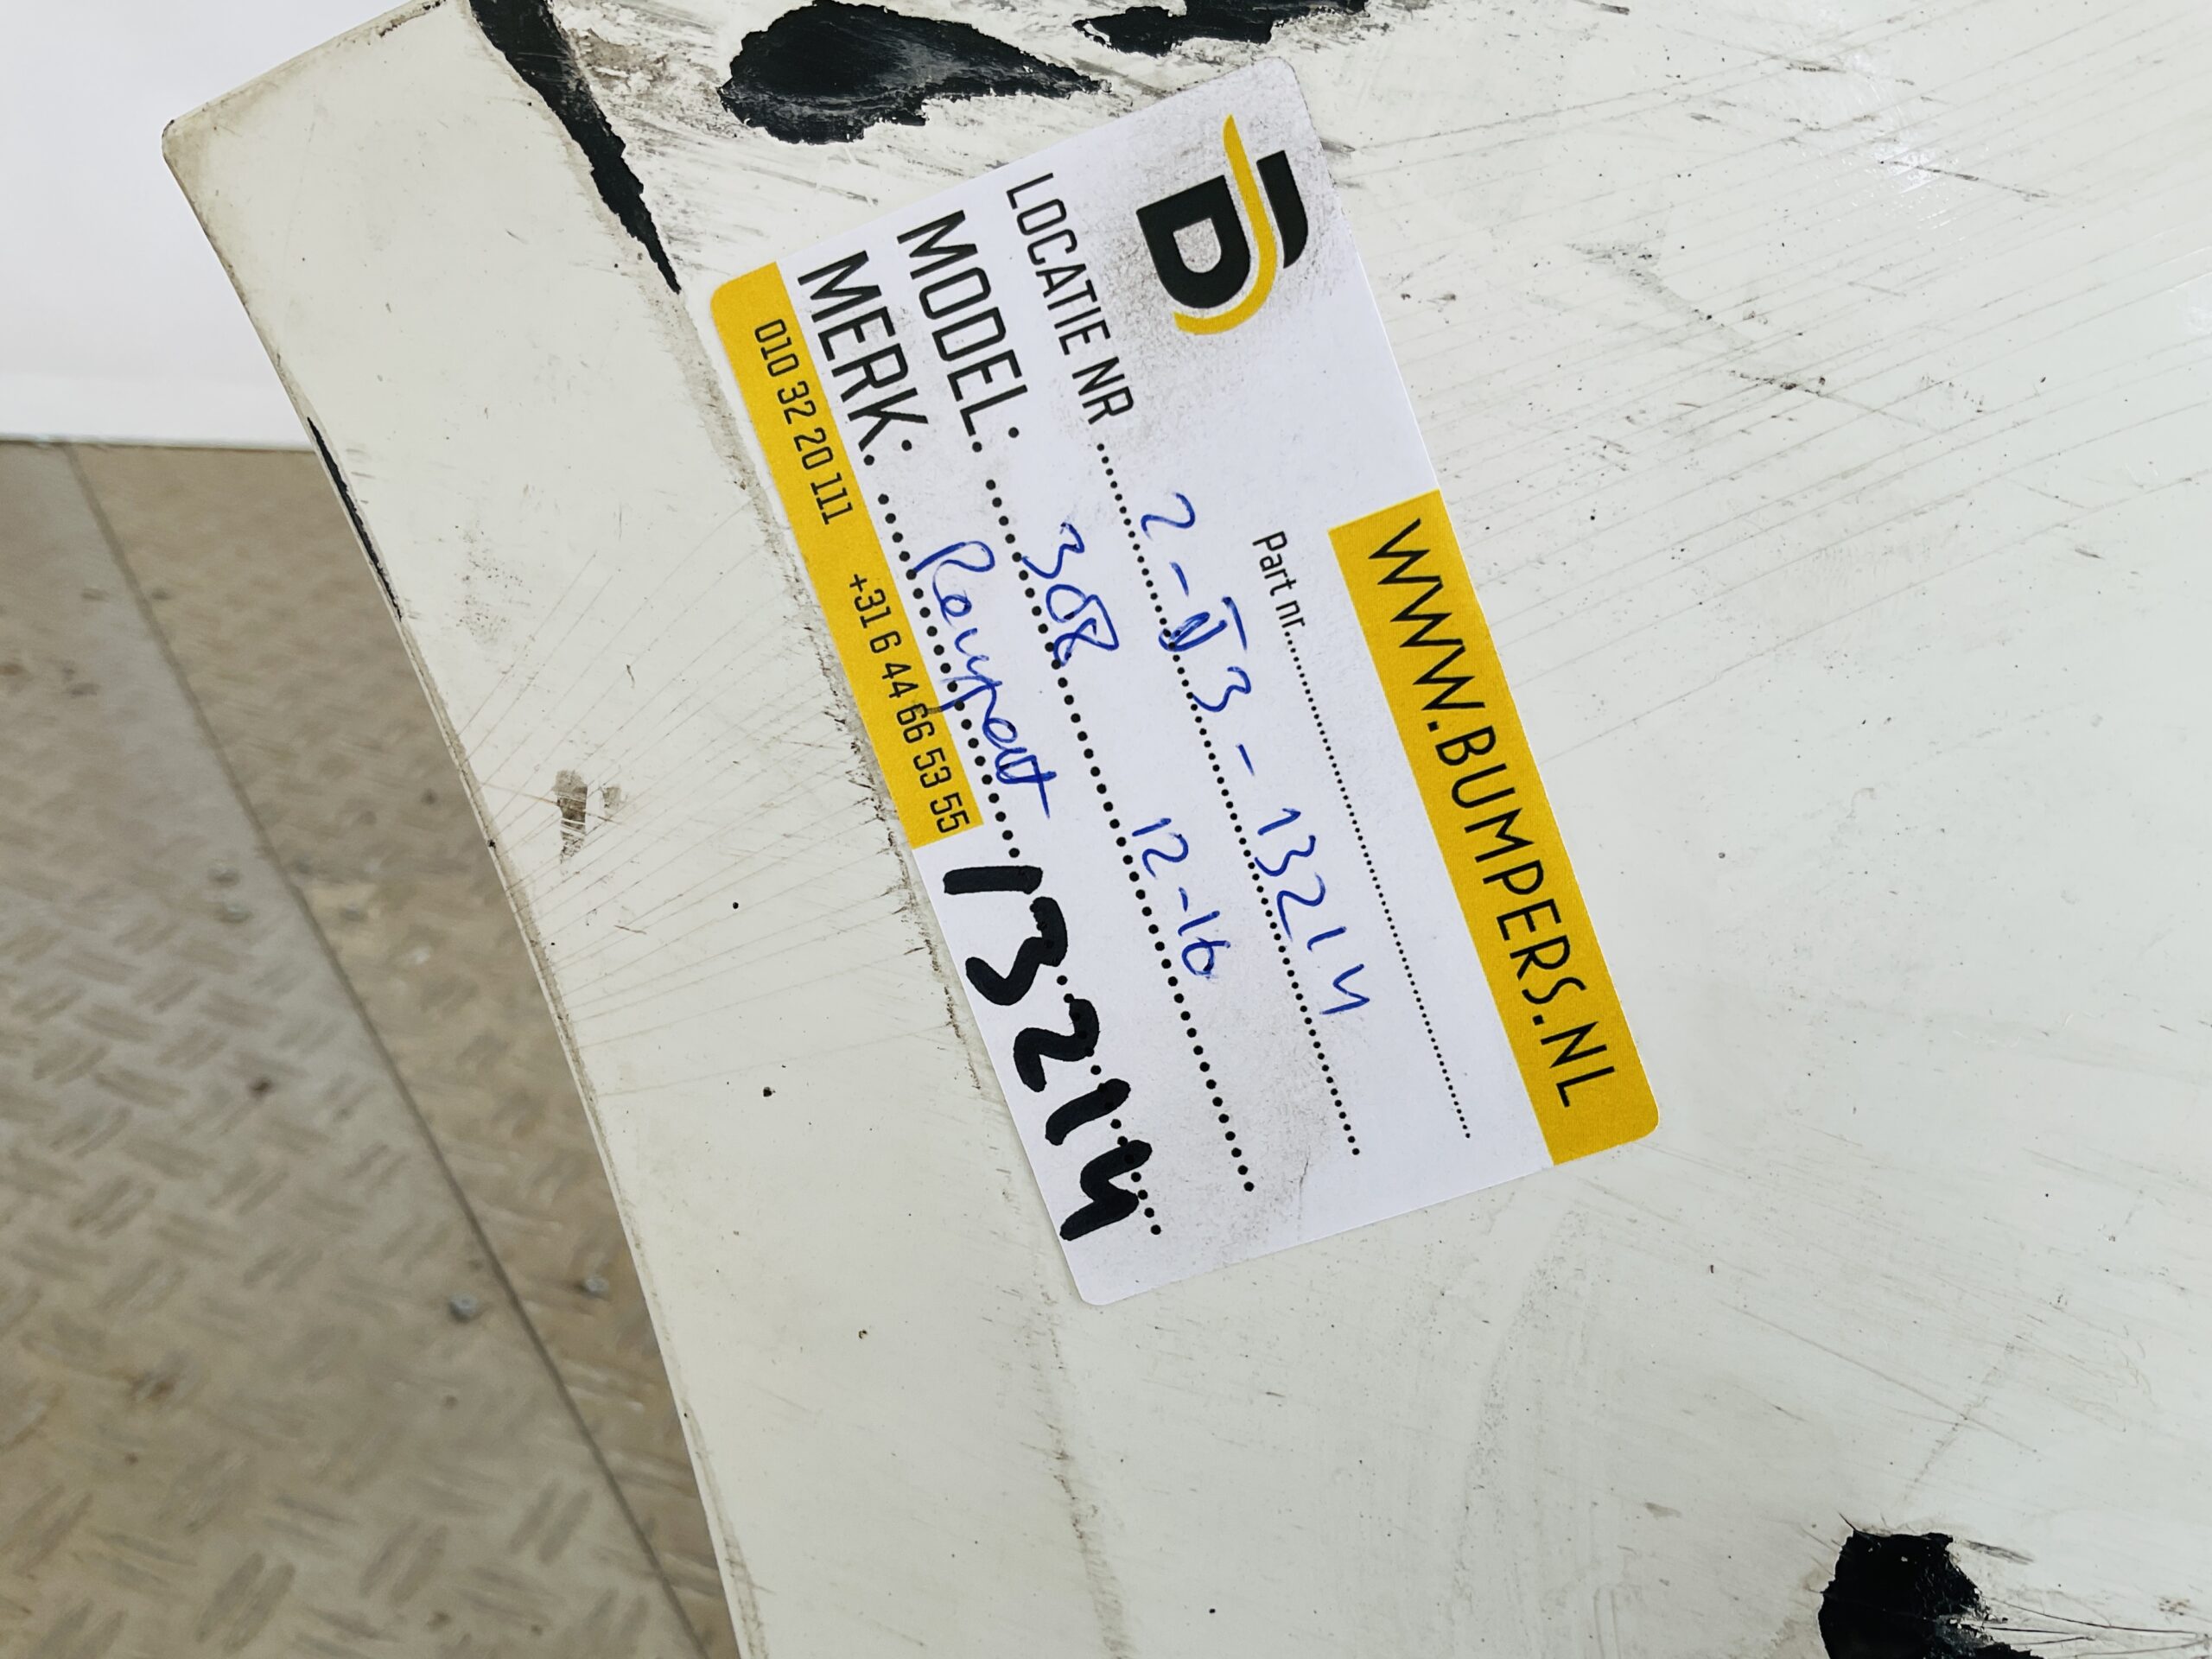 WWW.BUMPERS.NL
Part nr.
LOCATIE NR 2 - 3 - 13214
MODEL: 308 12-16
MERK: Peugeot
010 32 20 111 +31 6 44 66 53 55
13214